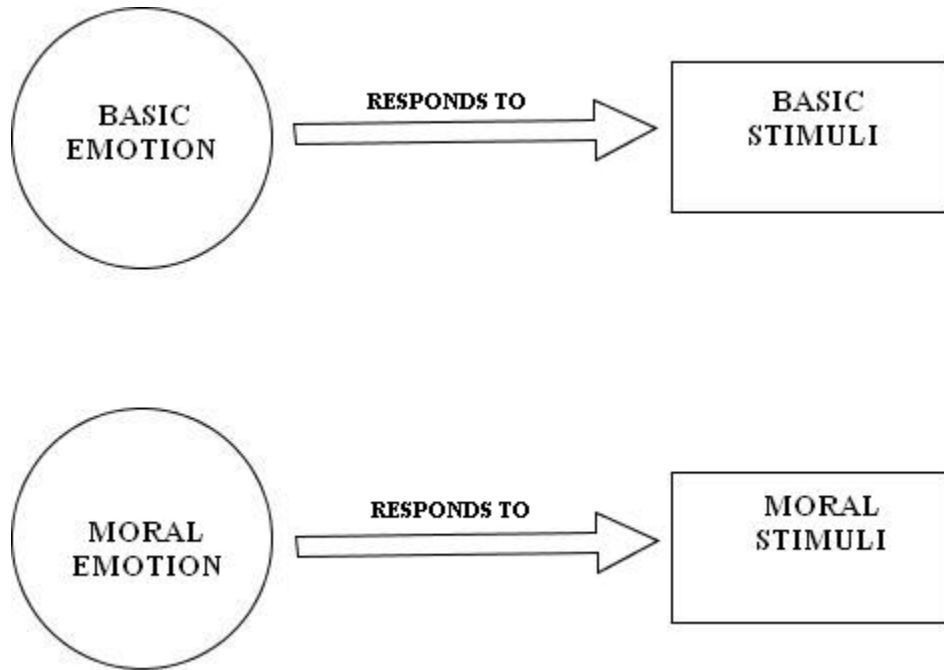 BASIC
EMOTION
RESPONDS TO
BASIC
STIMULI
MORAL
EMOTION
RESPONDS TO
MORAL
STIMULI